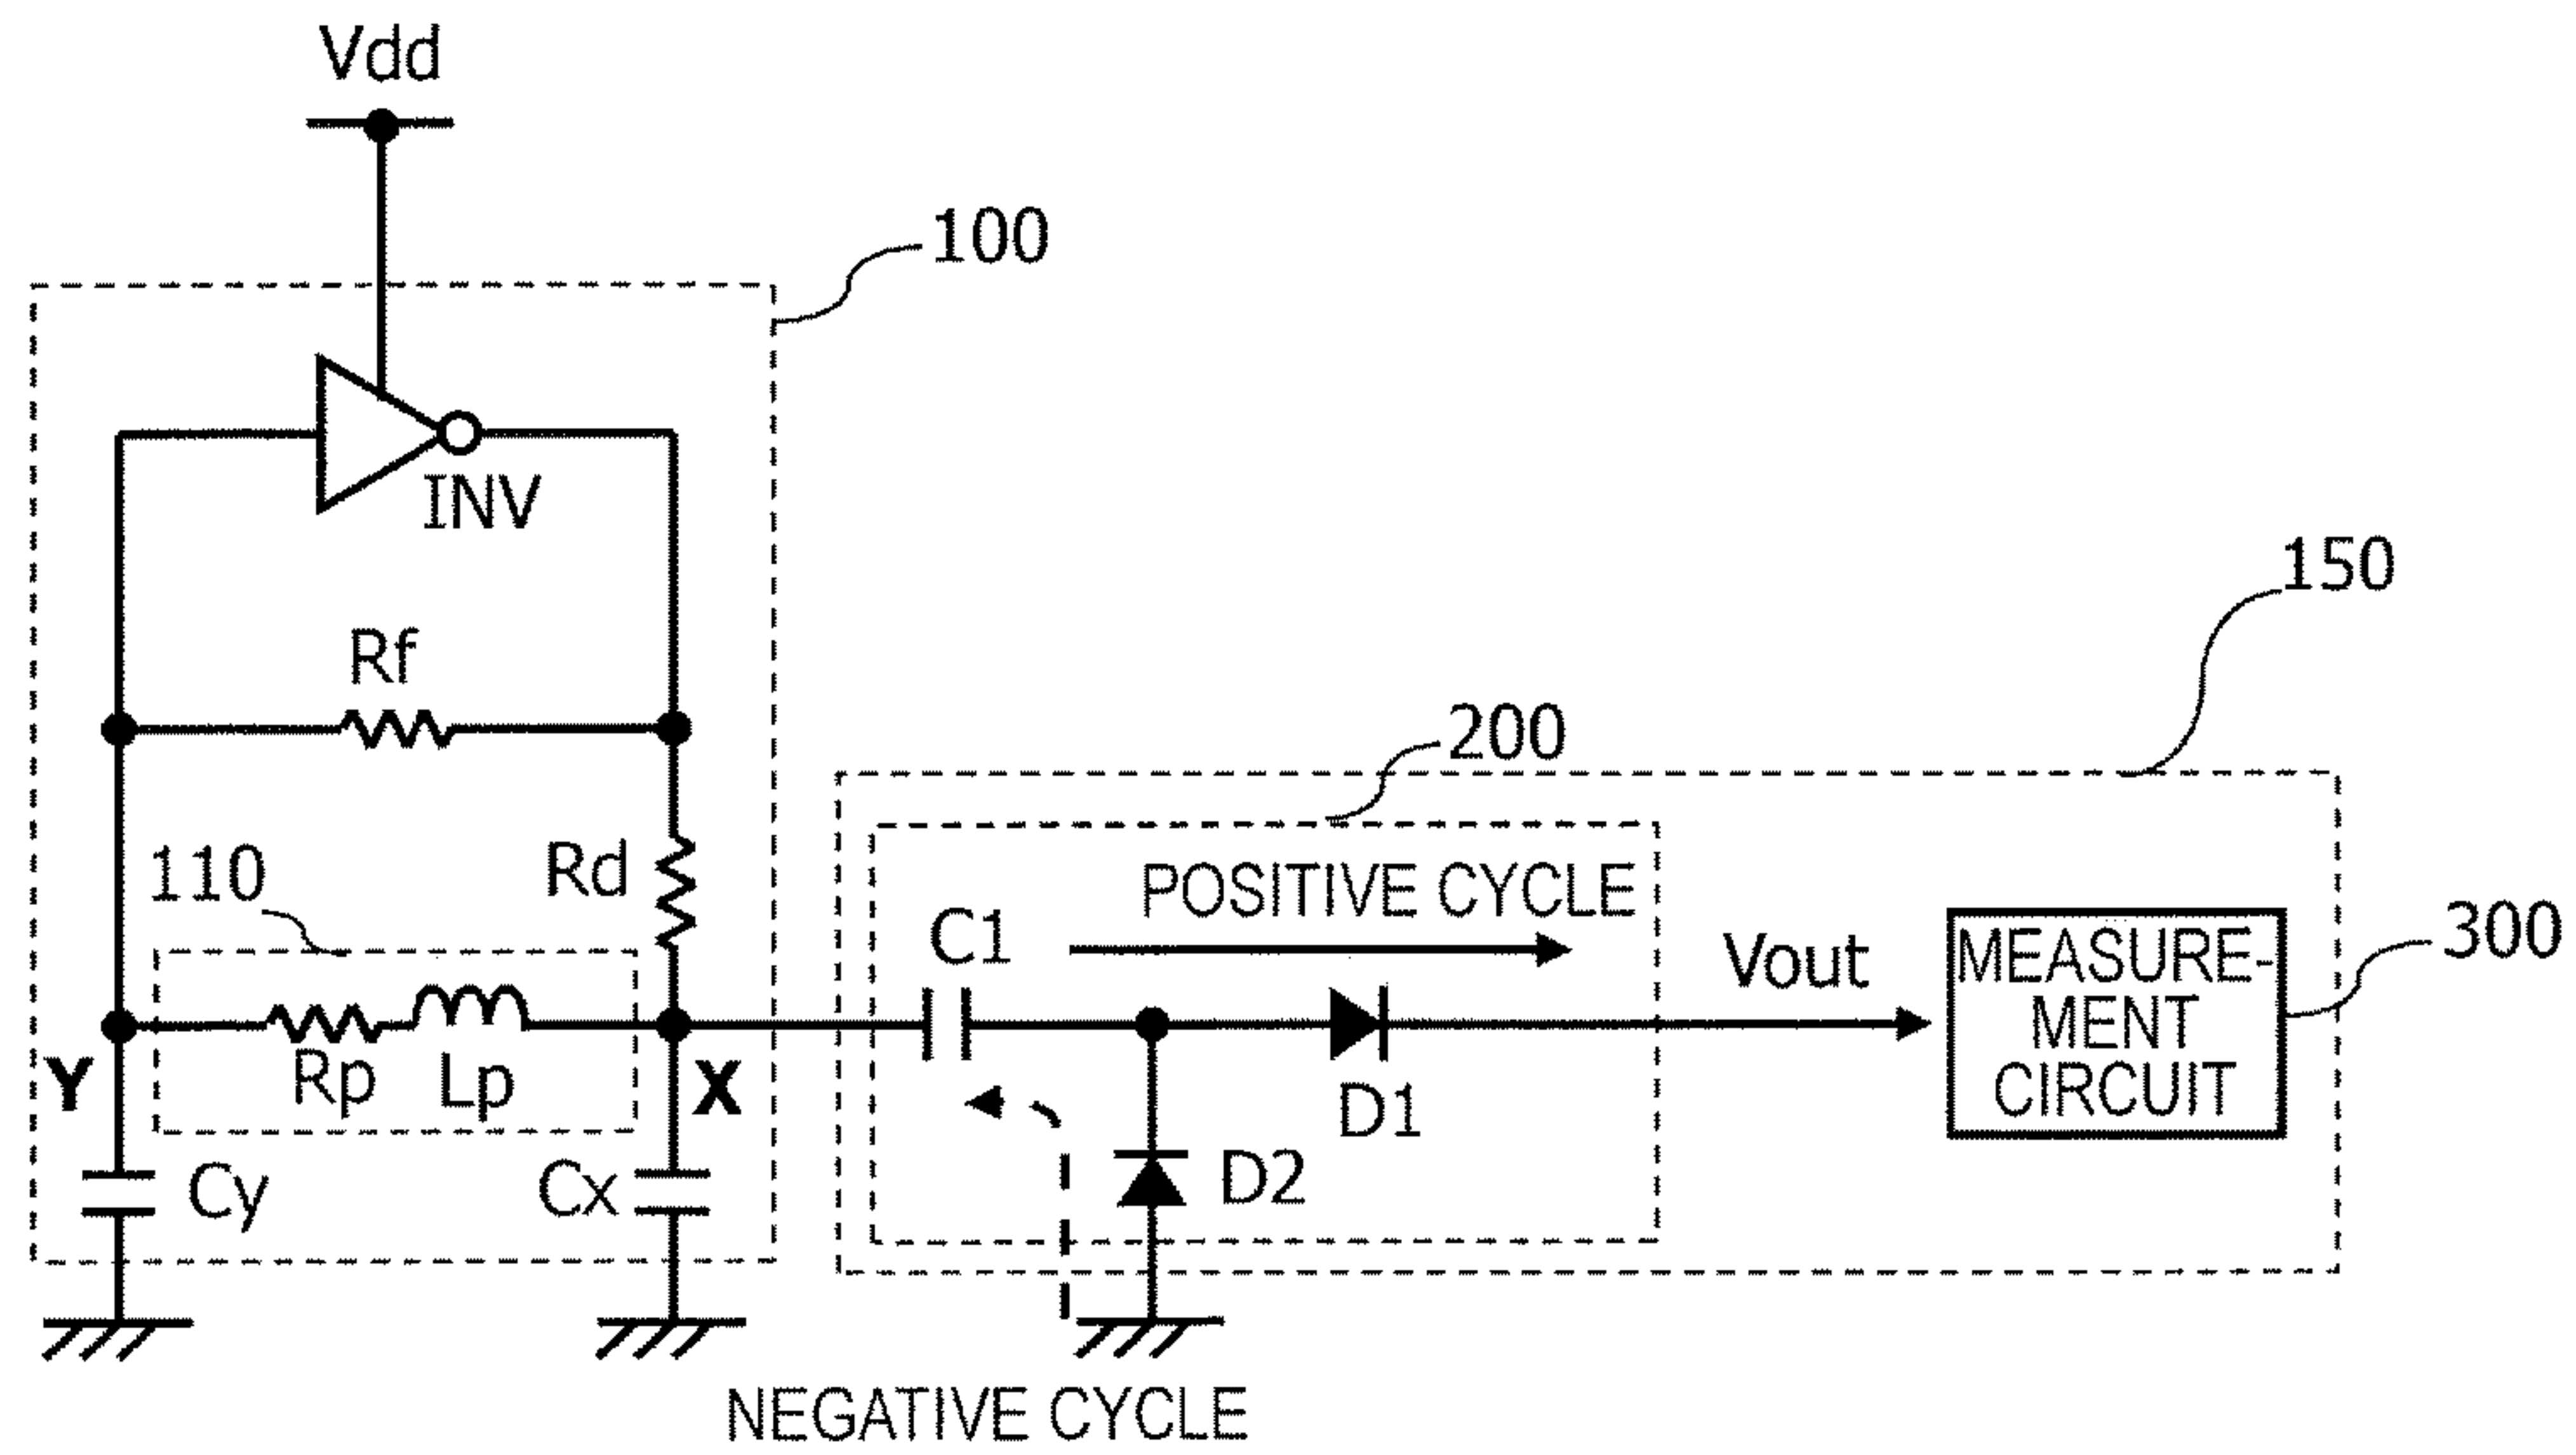 Vdd
100
INV
150
Rf
200
110
Rd
POSITIVE CYCLE
C1
Vout
MEASURE-
MENT
CIRCUIT
300
Y
Rp
Lp
X
D1
Cy
Cx
D2
NEGATIVE CYCLE